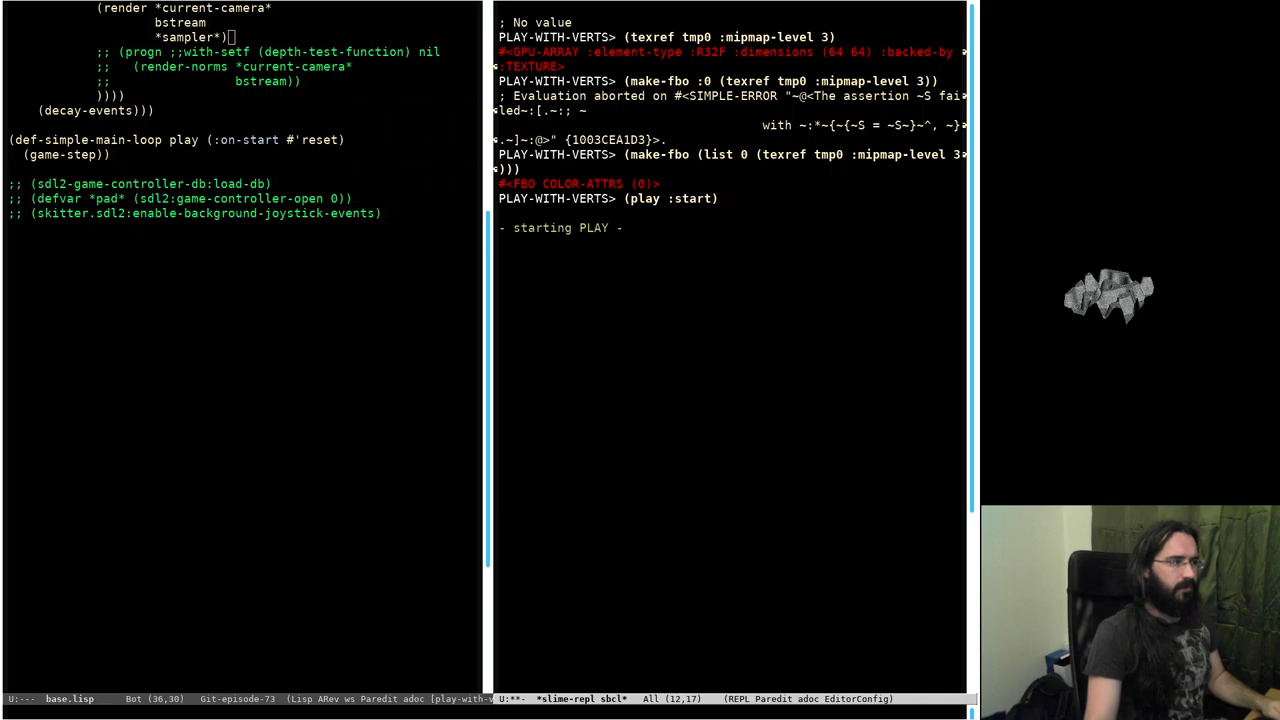 (render *current-camera*
bstream
*sampler*)
;; (progn ;;with-setf (depth-test-function) nil
;;   (render-norms *current-camera*
;;                 bstream))
))))
(decay-events)))
(def-simple-main-loop play (:on-start #'reset)
(game-step))
;; (sdl2-game-controller-db:load-db)
;; (defvar *pad* (sdl2:game-controller-open 0))
;; (skitter.sdl2:enable-background-joystick-events)
U:---  base.lisp      Bot (36,30)   Git-episode-73  (Lisp ARev ws Paredit adoc [play-with-v
; No value
PLAY-WITH-VERTS> (texref tmp0 :mipmap-level 3)
#<GPU-ARRAY :element-type :R32F :dimensions (64 64) :backed-by
:TEXTURE>
PLAY-WITH-VERTS> (make-fbo :0 (texref tmp0 :mipmap-level 3))
; Evaluation aborted on #<SIMPLE-ERROR "~@<The assertion ~S fai
led~:[.~:; ~
with ~:*~{~{~S = ~S~}~^, ~}
.~]~:@>" {1003CEA1D3}>.
PLAY-WITH-VERTS> (make-fbo (list 0 (texref tmp0 :mipmap-level 3
)))
#<FBO COLOR-ATTRS (0)>
PLAY-WITH-VERTS> (play :start)
- starting PLAY -
U:**-  *slime-repl sbcl*   All (12,17)    (REPL Paredit adoc EditorConfig)